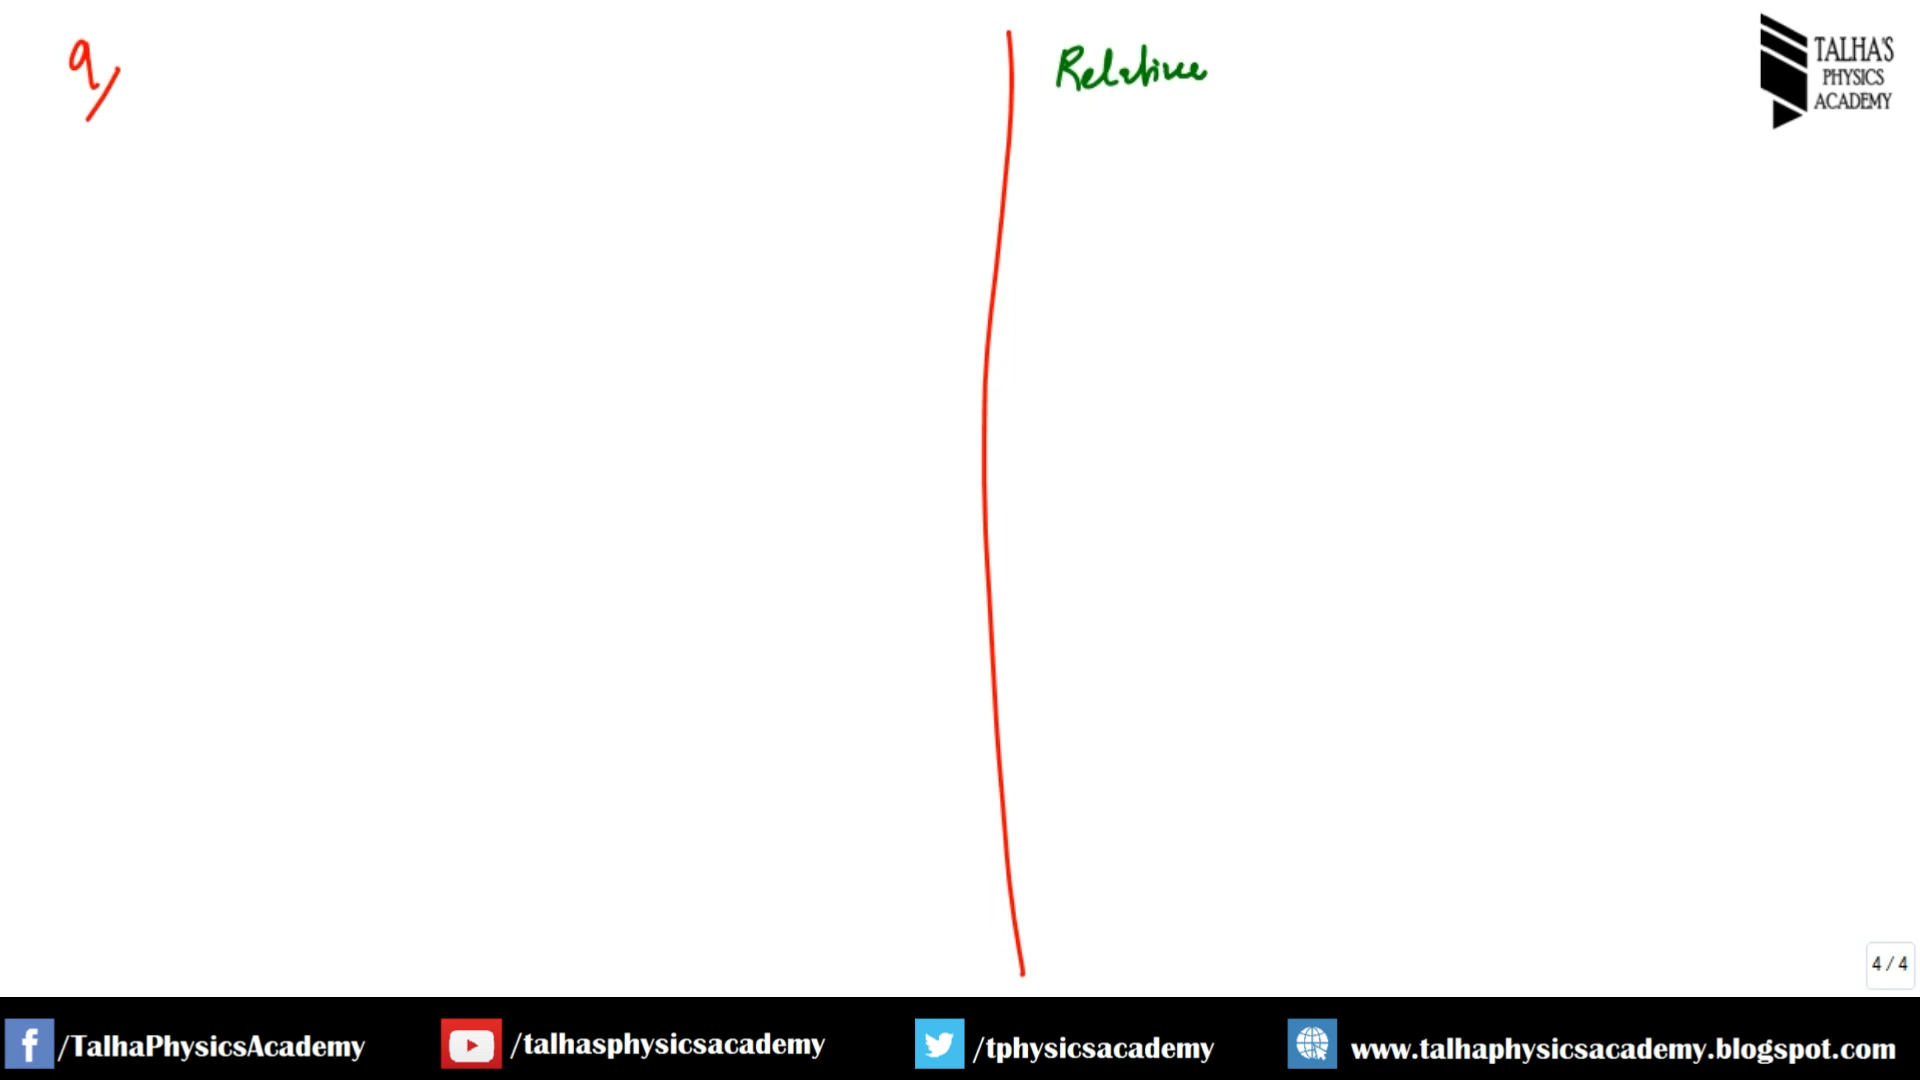 9/
Relative
TALHA'S
PHYSICS
ACADEMY
4 / 4
/TalhaPhysicsAcademy
/talhasphysicsacademy
/tphysicsacademy
www.talhaphysicsacademy.blogspot.com